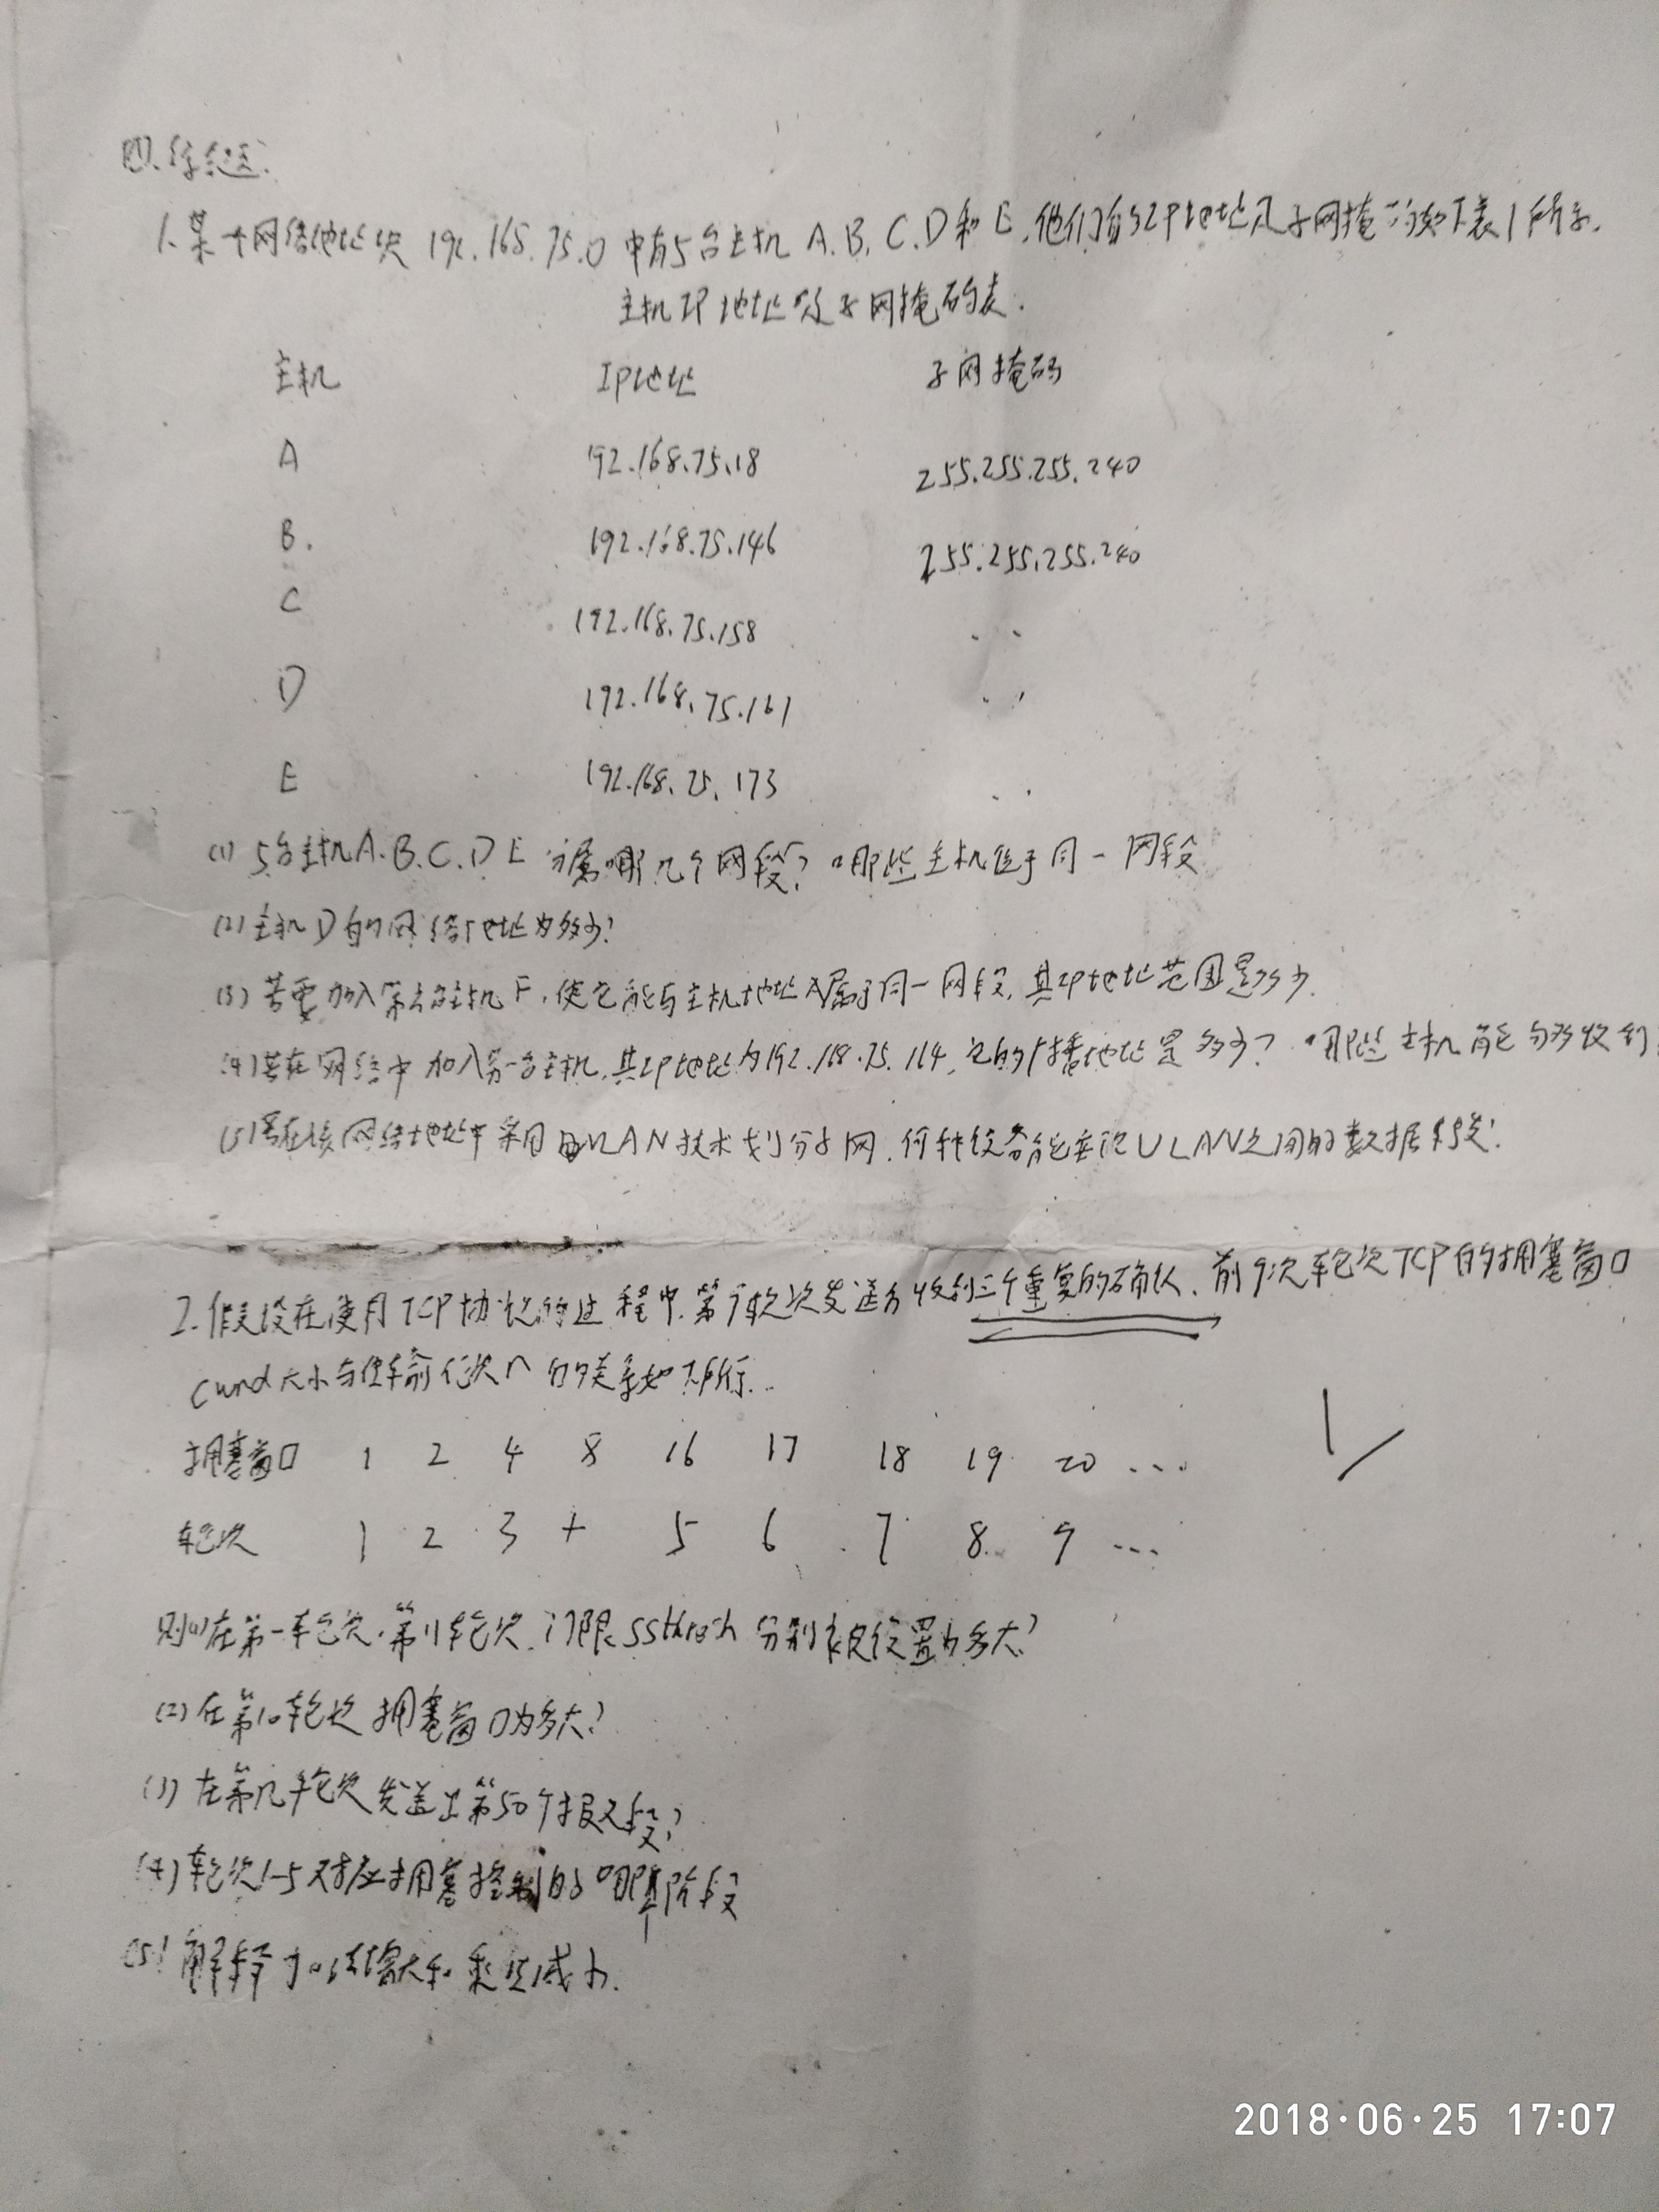 四、综合题.
1. 某一个网络地址块 192.168.75.0 中有5台主机 A.B.C.D和E,他们的IP地址及子网掩码如下表1所示.
主机IP地址及子网掩码表.
主机 IP地址 子网掩码
A 192.168.75.18 255.255.255.240
B. 192.168.75.146 255.255.255.240
C 192.168.75.158 〃
D 192.168.75.161 〃
E 192.168.75.173 〃
(1) 5台主机A.B.C.D E 分属哪几个网段?哪些主机位于同一网段
(2) 主机D的网络地址为多少?
(3) 若要加入第六台主机F,使它能与主机地址A属于同一网段,其IP地址范围是多少.
(4) 若在网络中加入另一台主机,其IP地址为192.168.75.164,它的广播地址是多少?哪些主机能够收到
(5) 若在该网络地址中采用VLAN技术划分子网,何种设备能实现VLAN之间的数据转发?
2. 假设在使用TCP协议的过程中,第9轮次发送方收到三个重复的确认,前9次轮次TCP的拥塞窗口
cwnd大小与传输轮次n的关系如下所示..
拥塞窗口 1 2 4 8 16 17 18 19 20 ...
轮次 1 2 3 4 5 6 7 8 9 ...
则(1)在第一轮次,第11轮次,门限ssthresh 分别被设置为多大?
(2) 在第10轮次拥塞窗口为多大?
(3) 在第几轮次发送出第50个报文段?
(4) 轮次1-5对应拥塞控制的哪个阶段
(5) 解释加法增大和乘法减小.
2018·06·25 17:07